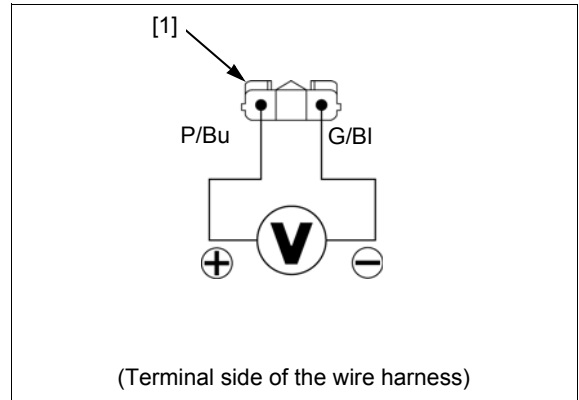 [1]
P/Bu G/Bl
V
+ −
(Terminal side of the wire harness)